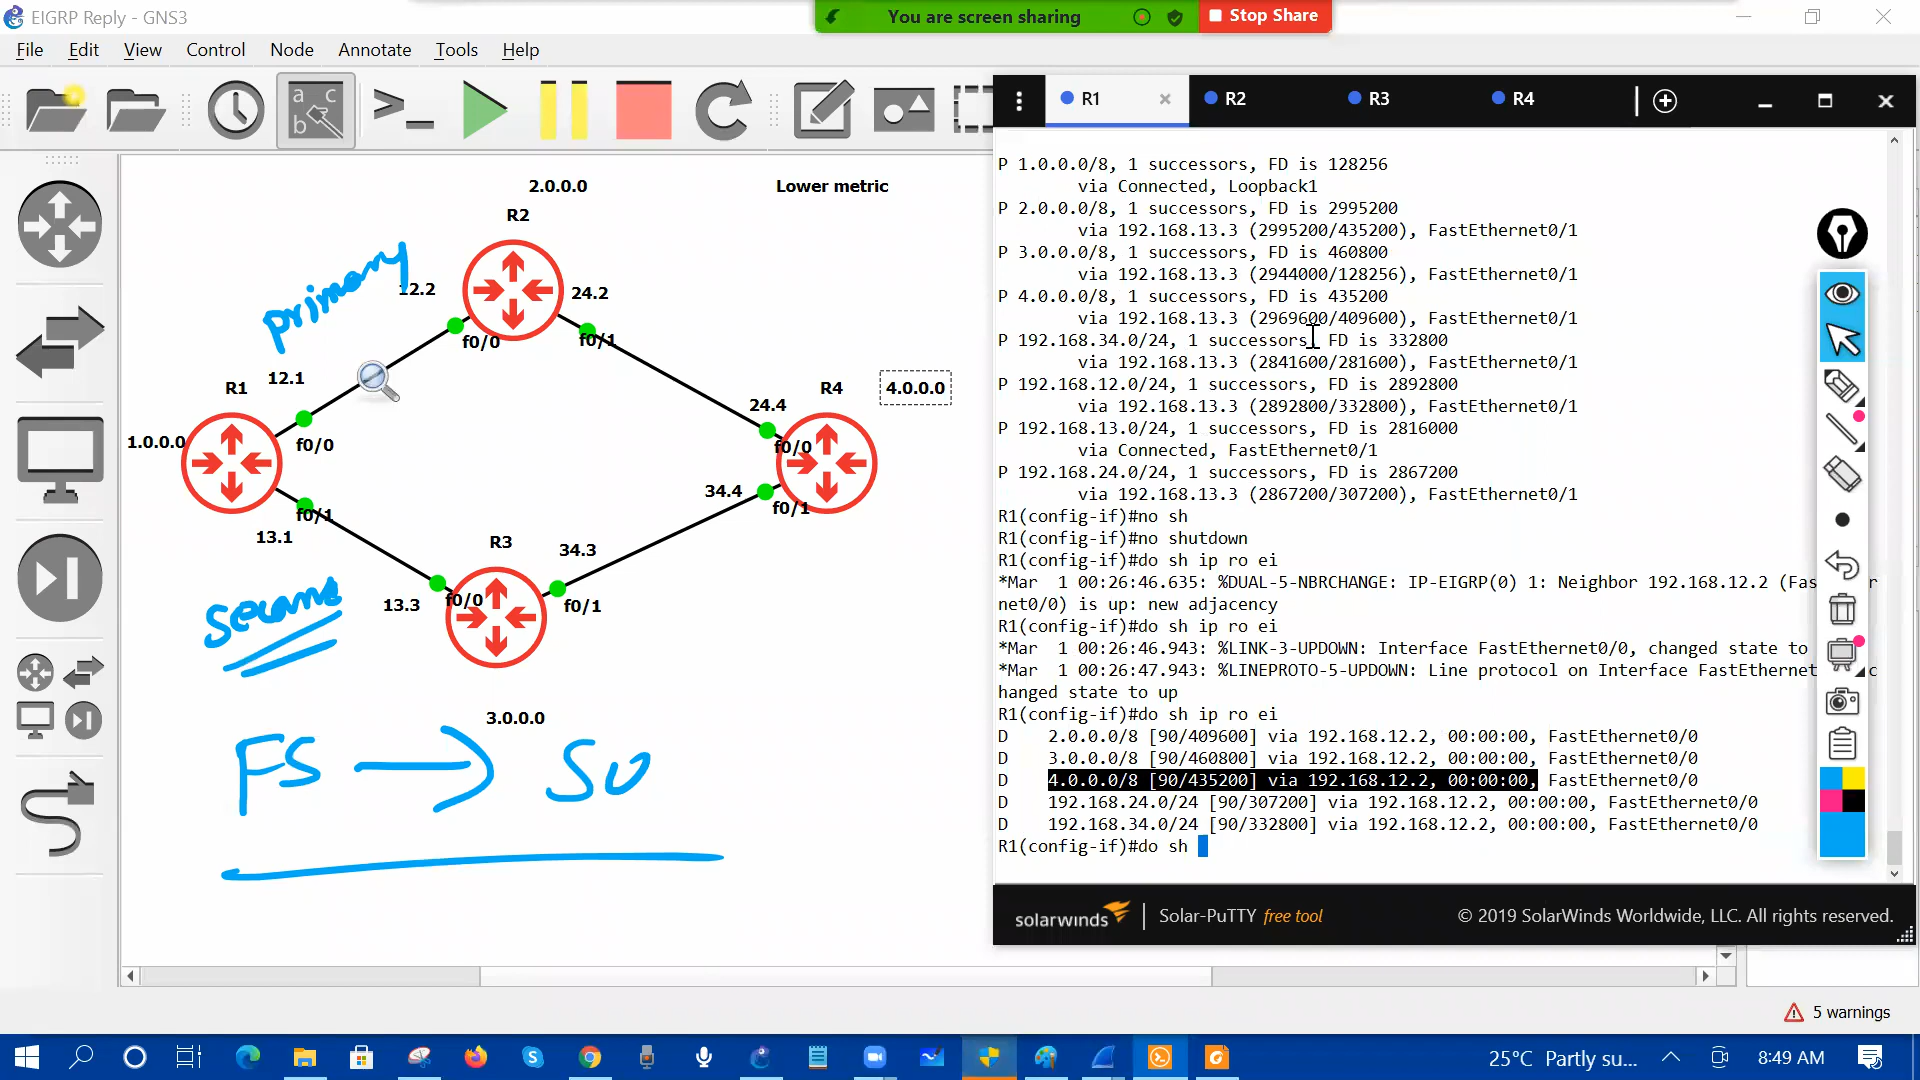 EIGRP Reply - GNS3
You are screen sharing
Stop Share
File Edit View Control Node Annotate Tools Help
R1 R2 R3 R4
2.0.0.0
Lower metric
R2
primary
12.2
24.2
f0/0
f0/1
R1
12.1
R4
4.0.0.0
24.4
1.0.0.0
f0/0
f0/0
34.4
f0/1
f0/1
13.1
R3
34.3
13.3
f0/0
f0/1
3.0.0.0
FS
SU
P 1.0.0.0/8, 1 successors, FD is 128256
via Connected, Loopback1
P 2.0.0.0/8, 1 successors, FD is 2995200
via 192.168.13.3 (2995200/435200), FastEthernet0/1
P 3.0.0.0/8, 1 successors, FD is 460800
via 192.168.13.3 (2944000/128256), FastEthernet0/1
P 4.0.0.0/8, 1 successors, FD is 435200
via 192.168.13.3 (2969600/409600), FastEthernet0/1
P 192.168.34.0/24, 1 successors, FD is 332800
via 192.168.13.3 (2841600/281600), FastEthernet0/1
P 192.168.12.0/24, 1 successors, FD is 2892800
via 192.168.13.3 (2892800/332800), FastEthernet0/1
P 192.168.13.0/24, 1 successors, FD is 2816000
via Connected, FastEthernet0/1
P 192.168.24.0/24, 1 successors, FD is 2867200
via 192.168.13.3 (2867200/307200), FastEthernet0/1
R1(config-if)#no sh
R1(config-if)#no shutdown
R1(config-if)#do sh ip ro ei
*Mar 1 00:26:46.635: %DUAL-5-NBRCHANGE: IP-EIGRP(0) 1: Neighbor 192.168.12.2 (Fas er
net0/0) is up: new adjacency
R1(config-if)#do sh ip ro ei
*Mar 1 00:26:46.943: %LINK-3-UPDOWN: Interface FastEthernet0/0, changed state to
*Mar 1 00:26:47.943: %LINEPROTO-5-UPDOWN: Line protocol on Interface FastEthernet c
hanged state to up
R1(config-if)#do sh ip ro ei
D 2.0.0.0/8 [90/409600] via 192.168.12.2, 00:00:00, FastEthernet0/0
D 3.0.0.0/8 [90/460800] via 192.168.12.2, 00:00:00, FastEthernet0/0
D 4.0.0.0/8 [90/435200] via 192.168.12.2, 00:00:00, FastEthernet0/0
D 192.168.24.0/24 [90/307200] via 192.168.12.2, 00:00:00, FastEthernet0/0
D 192.168.34.0/24 [90/332800] via 192.168.12.2, 00:00:00, FastEthernet0/0
R1(config-if)#do sh
solarwinds Solar-PuTTY free tool © 2019 SolarWinds Worldwide, LLC. All rights reserved.
5 warnings
25°C Partly su... 8:49 AM